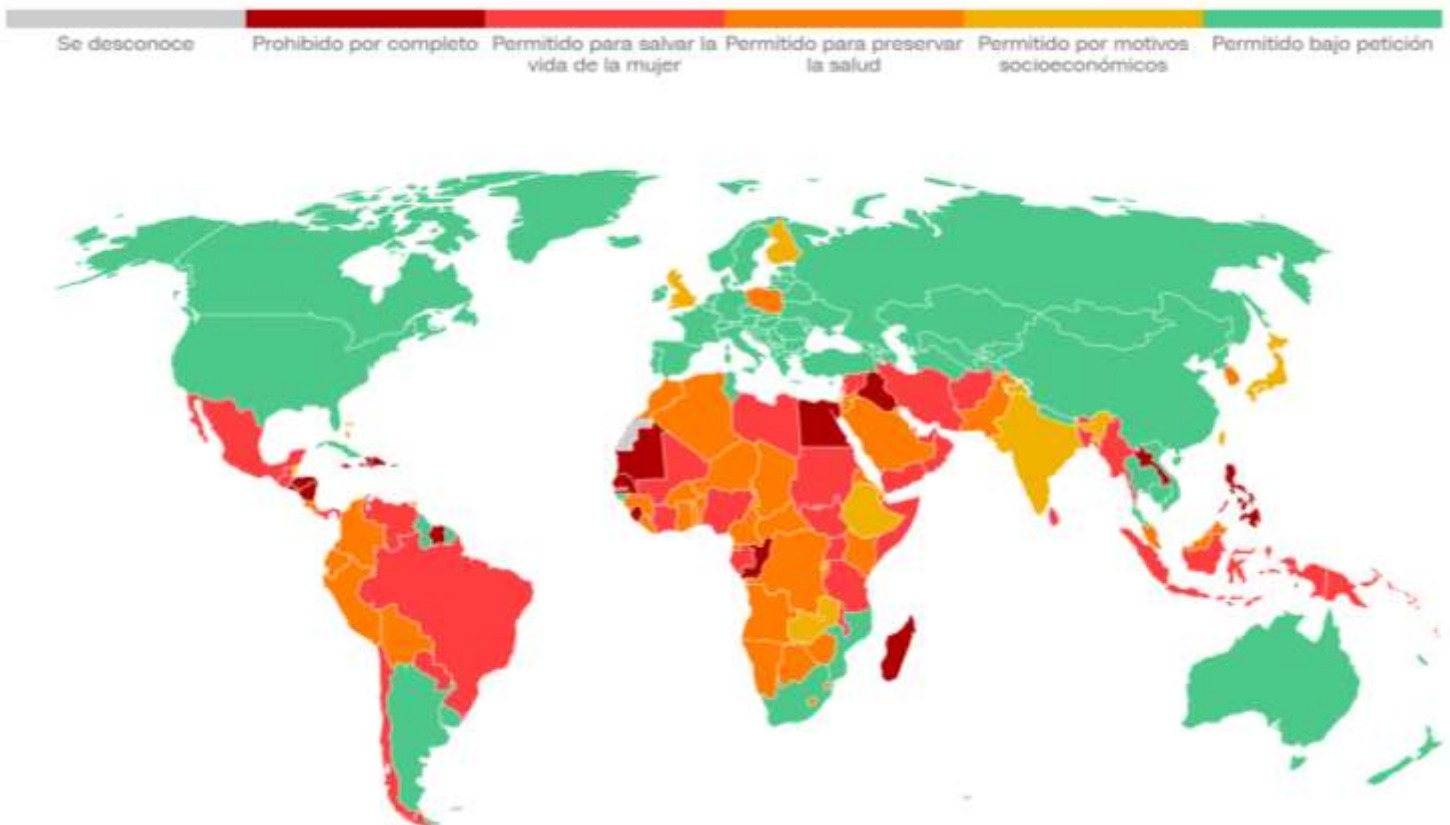 Se desconoce
Prohibido por completo
Permitido para salvar la
vida de la mujer
Permitido para preservar
la salud
Permitido por motivos
socioeconómicos
Permitido bajo petición